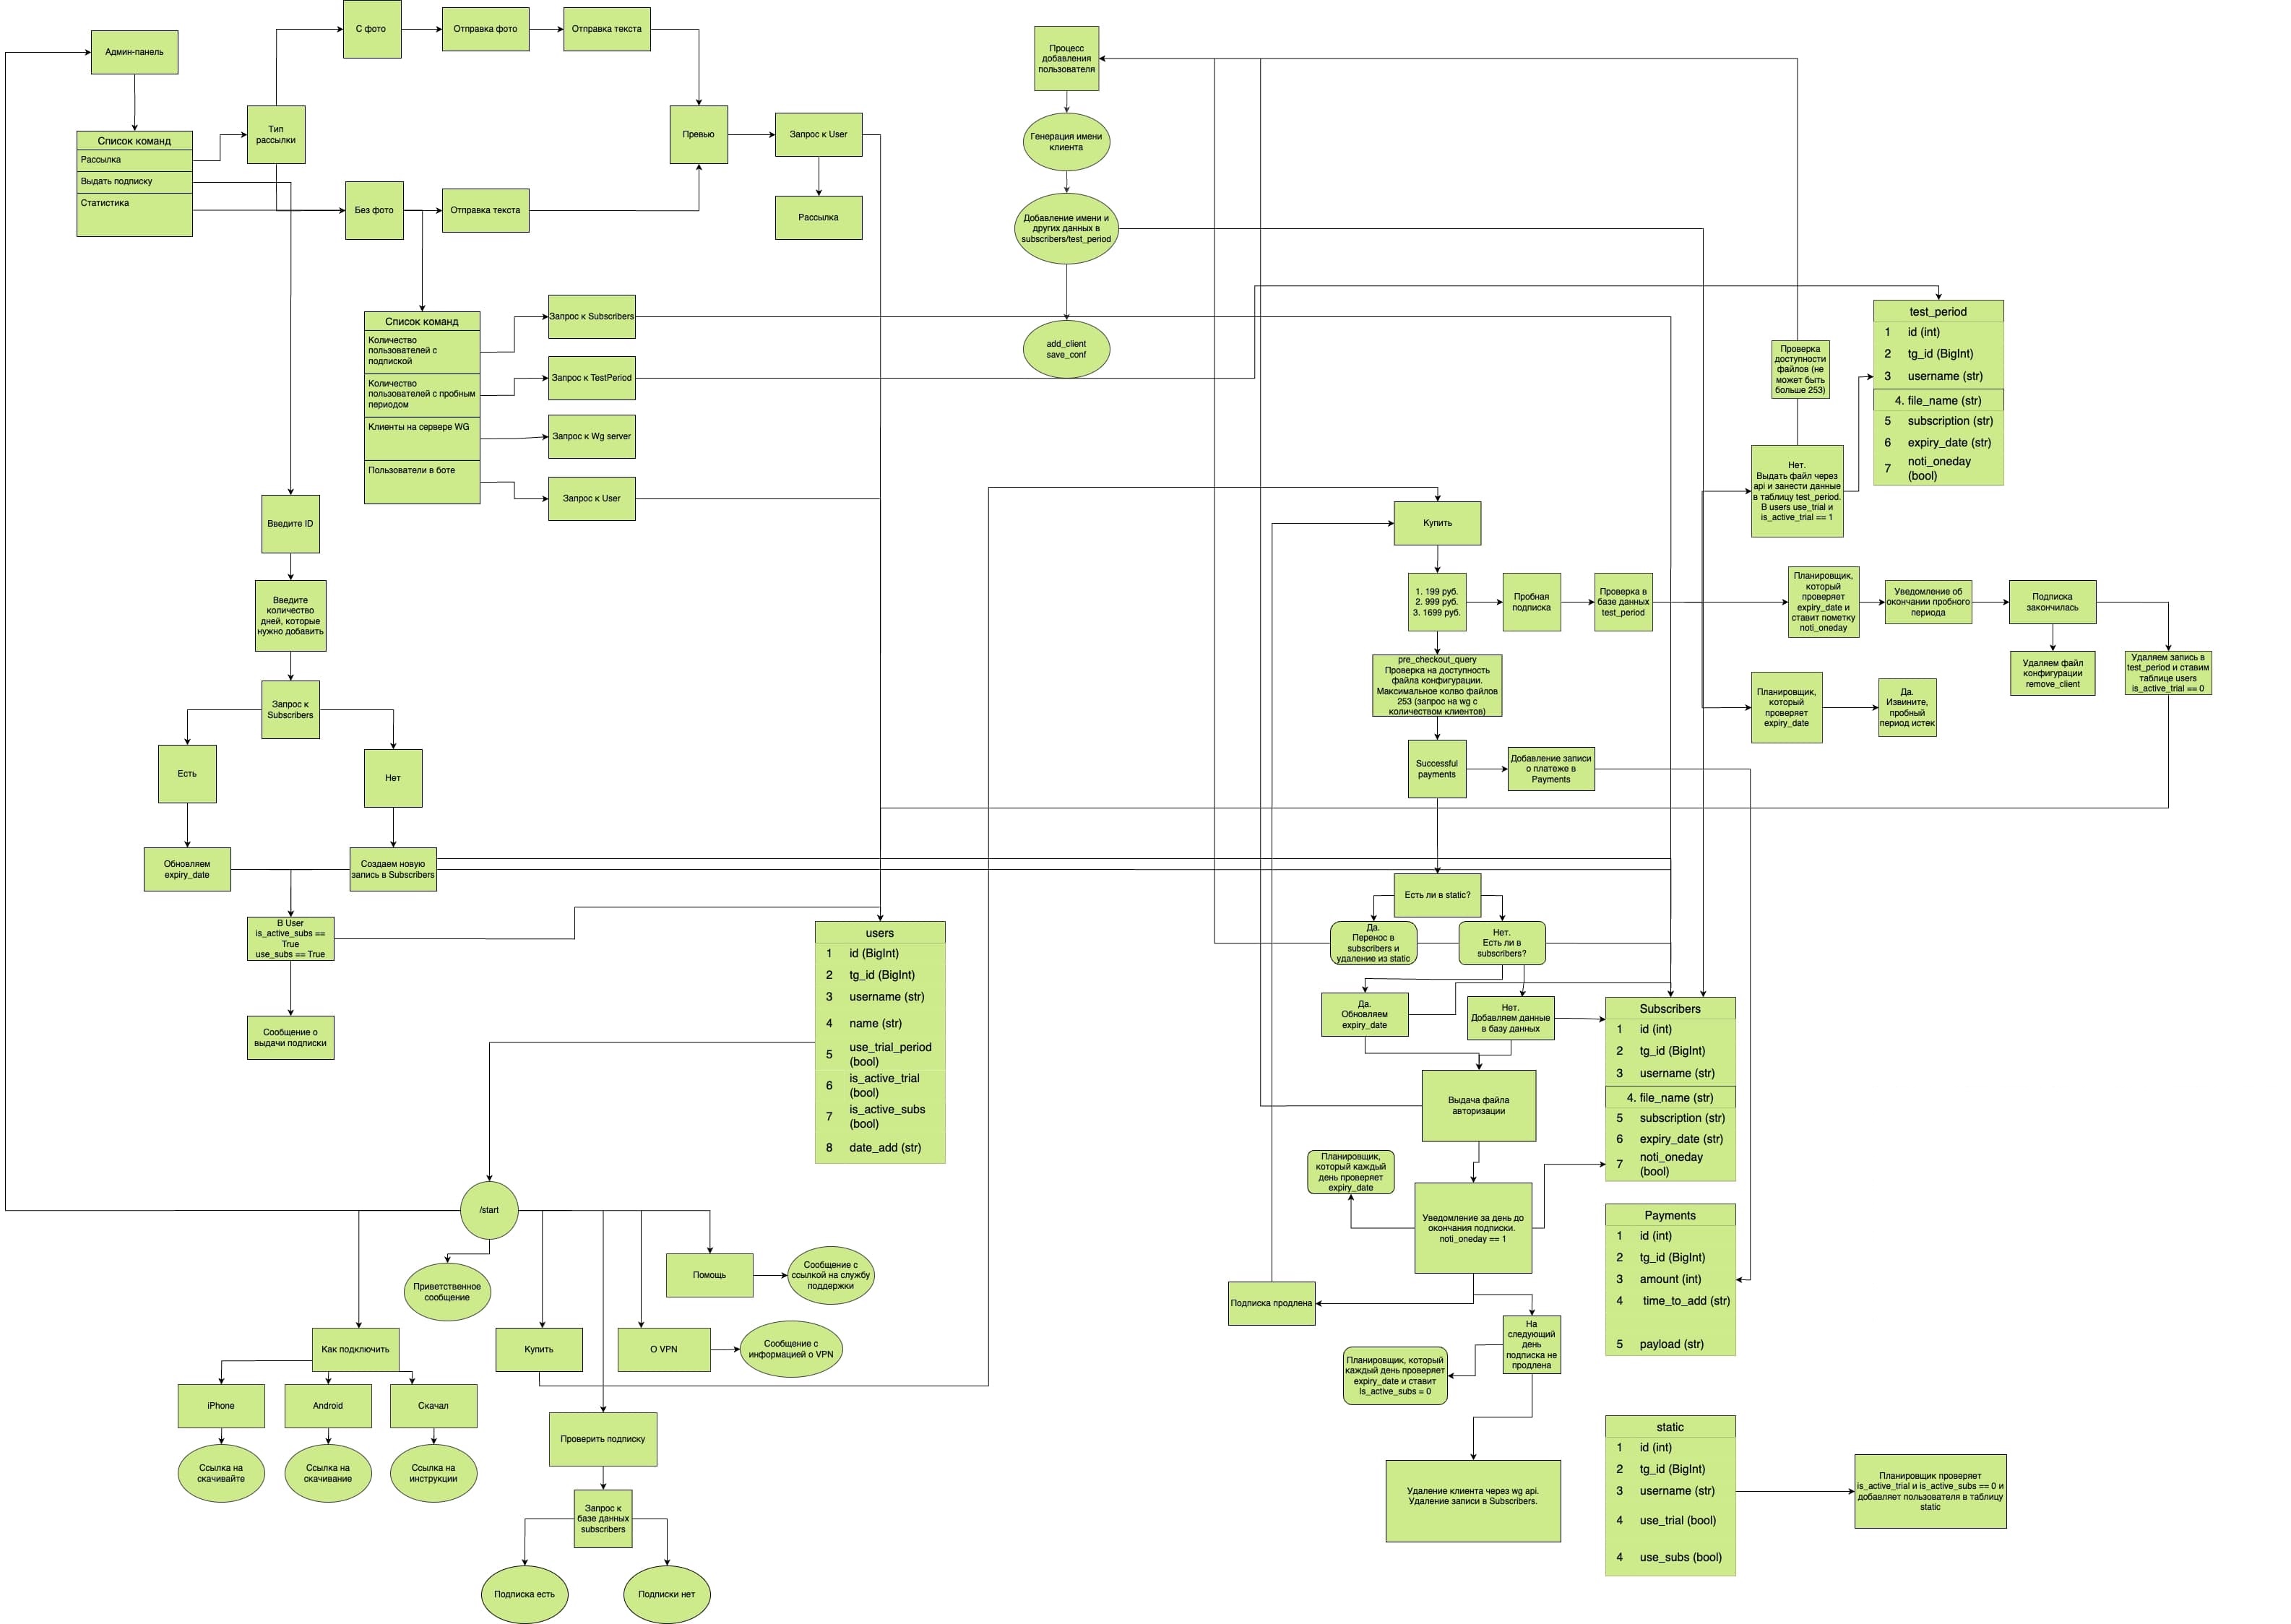 Админ-панель
Список команд
Рассылка
Выдать подписку
Статистика
Тип
рассылки
С фото
Отправка фото
Отправка текста
Без фото
Отправка текста
Превью
Запрос к User
Рассылка
Список команд
Количество
пользователей с
подпиской
Количество
пользователей с пробным
периодом
Клиенты на сервере WG
Пользователи в боте
Запрос к Subscribers
Запрос к TestPeriod
Запрос к Wg server
Запрос к User
Введите ID
Введите
количество
дней, которые
нужно добавить
Запрос к
Subscribers
Есть
Нет
Обновляем
expiry_date
Создаем новую
запись в Subscribers
В User
is_active_subs ==
True
use_subs == True
Сообщение о
выдачи подписки
users
1 id (BigInt)
2 tg_id (BigInt)
3 username (str)
4 name (str)
5 use_trial_period
(bool)
6 is_active_trial
(bool)
7 is_active_subs
(bool)
8 date_add (str)
/start
Приветственное
сообщение
Помощь
Сообщение с
ссылкой на службу
поддержки
Как подключить
Купить
О VPN
Сообщение с
информацией о VPN
iPhone
Android
Скачал
Ссылка на
скачивайте
Ссылка на
скачивание
Ссылка на
инструкции
Проверить подписку
Запрос к
базе данных
subscribers
Подписка есть
Подписки нет
Процесс
добавления
пользователя
Генерация имени
клиента
Добавление имени и
других данных в
subscribers/test_period
add_client
save_conf
Проверка
доступности
файлов (не
может быть
больше 253)
test_period
1 id (int)
2 tg_id (BigInt)
3 username (str)
4. file_name (str)
5 subscription (str)
6 expiry_date (str)
7 noti_oneday
(bool)
Нет.
Выдать файл через
api и занести данные
в таблицу test_period.
В users use_trial и
is_active_trial == 1
Купить
1. 199 руб.
2. 999 руб.
3. 1699 руб.
Пробная
подписка
Проверка в
базе данных
test_period
Планировщик,
который
проверяет
expiry_date и
ставит пометку
noti_oneday
Уведомление об
окончании пробного
периода
Подписка
закончилась
Удаляем файл
конфигурации
remove_client
Удаляем запись в
test_period и ставим
таблице users
is_active_trial == 0
Планировщик,
который
проверяет
expiry_date
Да.
Извините,
пробный
период истек
pre_checkout_query
Проверка на доступность
файла конфигурации.
Максимальное колво файлов
253 (запрос на wg с
количеством клиентов)
Successful
payments
Добавление записи
о платеже в
Payments
Есть ли в static?
Да.
Перенос в
subscribers и
удаление из static
Нет.
Есть ли в
subscribers?
Да.
Обновляем
expiry_date
Нет.
Добавляем данные
в базу данных
Выдача файла
авторизации
Планировщик,
который каждый
день проверяет
expiry_date
Уведомление за день до
окончания подписки.
noti_oneday == 1
Подписка продлена
На
следующий
день
подписка не
продлена
Планировщик, который
каждый день проверяет
expiry_date и ставит
Is_active_subs = 0
Удаление клиента через wg api.
Удаление записи в Subscribers.
Subscribers
1 id (int)
2 tg_id (BigInt)
3 username (str)
4. file_name (str)
5 subscription (str)
6 expiry_date (str)
7 noti_oneday
(bool)
Payments
1 id (int)
2 tg_id (BigInt)
3 amount (int)
4 time_to_add (str)
5 payload (str)
static
1 id (int)
2 tg_id (BigInt)
3 username (str)
4 use_trial (bool)
4 use_subs (bool)
Планировщик проверяет
is_active_trial и is_active_subs == 0 и
добавляет пользователя в таблицу
static